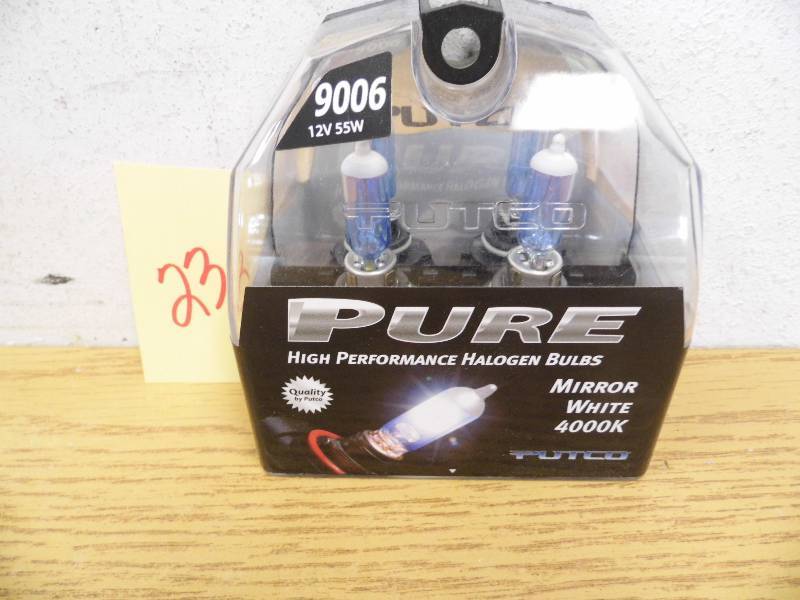 9006
12V 55W
PUTCO
PURE
HIGH PERFORMANCE HALOGEN BULBS
Quality
by Putco
MIRROR
WHITE
4000K
PUTCO
23